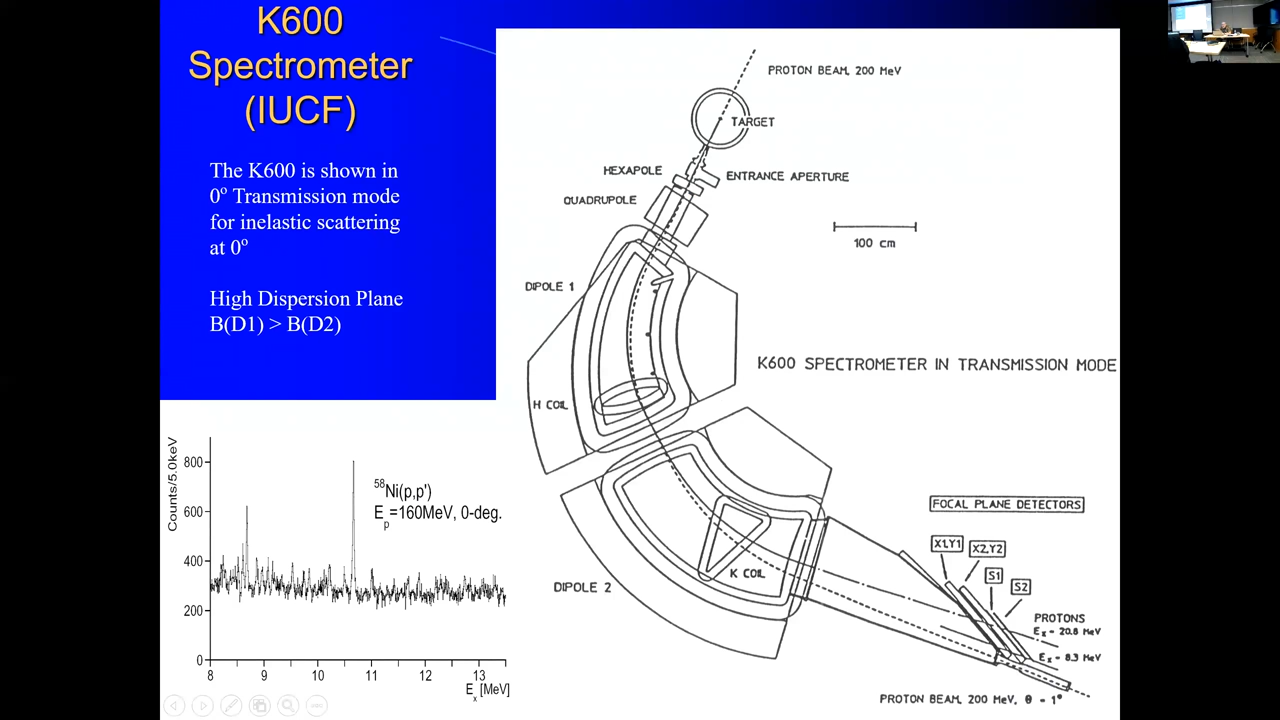 K600
Spectrometer
(IUCF)
The K600 is shown in
0º Transmission mode
for inelastic scattering
at 0º
High Dispersion Plane
B(D1) > B(D2)
PROTON BEAM, 200 MeV
TARGET
HEXAPOLE
ENTRANCE APERTURE
QUADRUPOLE
100 cm
DIPOLE 1
K600 SPECTROMETER IN TRANSMISSION MODE
H COIL
FOCAL PLANE DETECTORS
X1,Y1
X2,Y2
S1
S2
K COIL
DIPOLE 2
PROTONS
Eₓ = 20.8 MeV
Eₓ = 8.3 MeV
PROTON BEAM, 200 MeV, θ = 1°
Counts/5.0keV
800
600
400
200
0
⁵⁸Ni(p,p')
Eₚ=160MeV, 0-deg.
8 9 10 11 12 13
Eₓ [MeV]